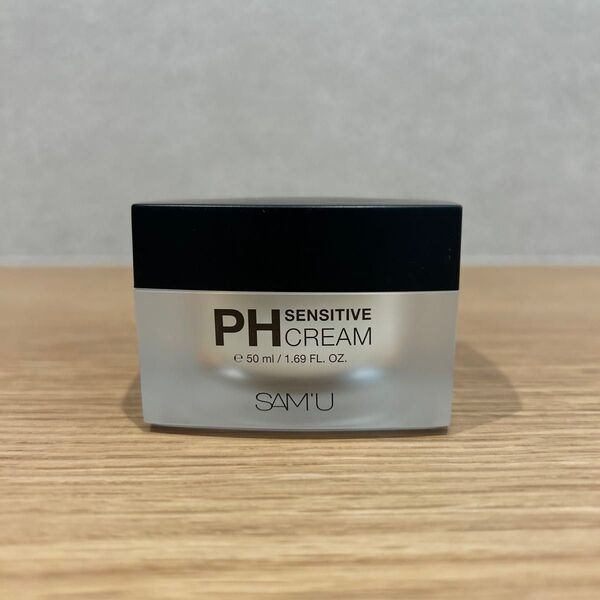 PH SENSITIVE
CREAM
℮ 50 ml / 1.69 FL. OZ.
SAM'U